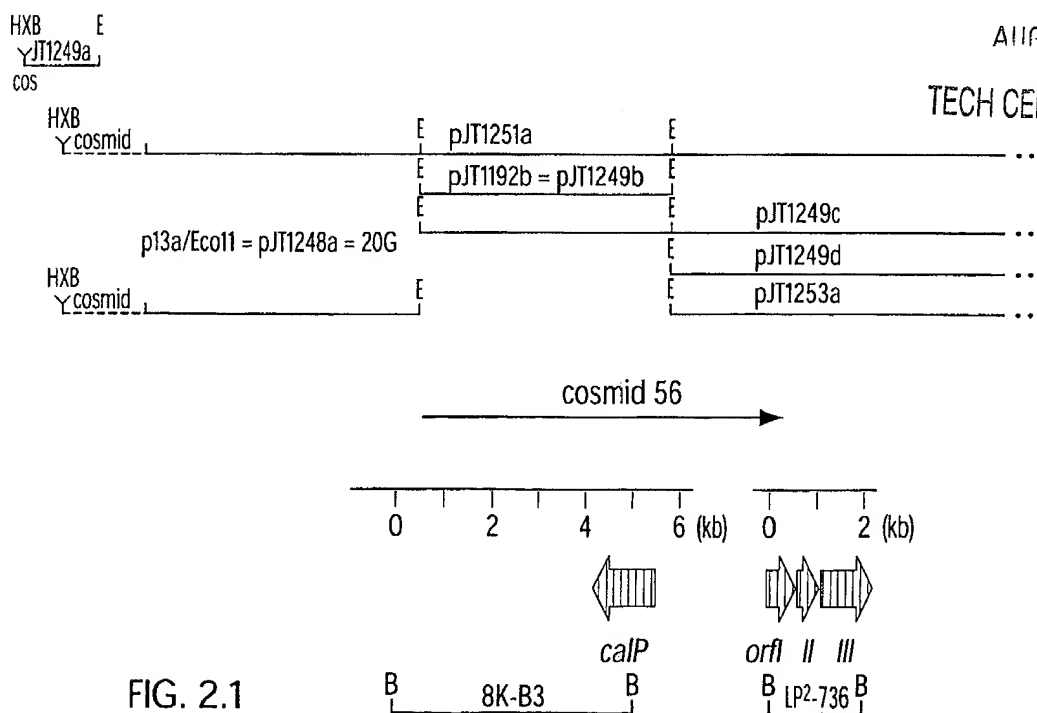 HXB E
JT1249a
cos
TECH CE
HXB
cosmid
E pJT1251a E
E pJT1192b = pJT1249b E
E E pJT1249c
p13a/Eco11 = pJT1248a = 20G
E pJT1249d
HXB
cosmid E E pJT1253a
cosmid 56
0 2 4 6 (kb) 0 2 (kb)
calP orfI II III
FIG. 2.1 B 8K-B3 B B LP2-736 B